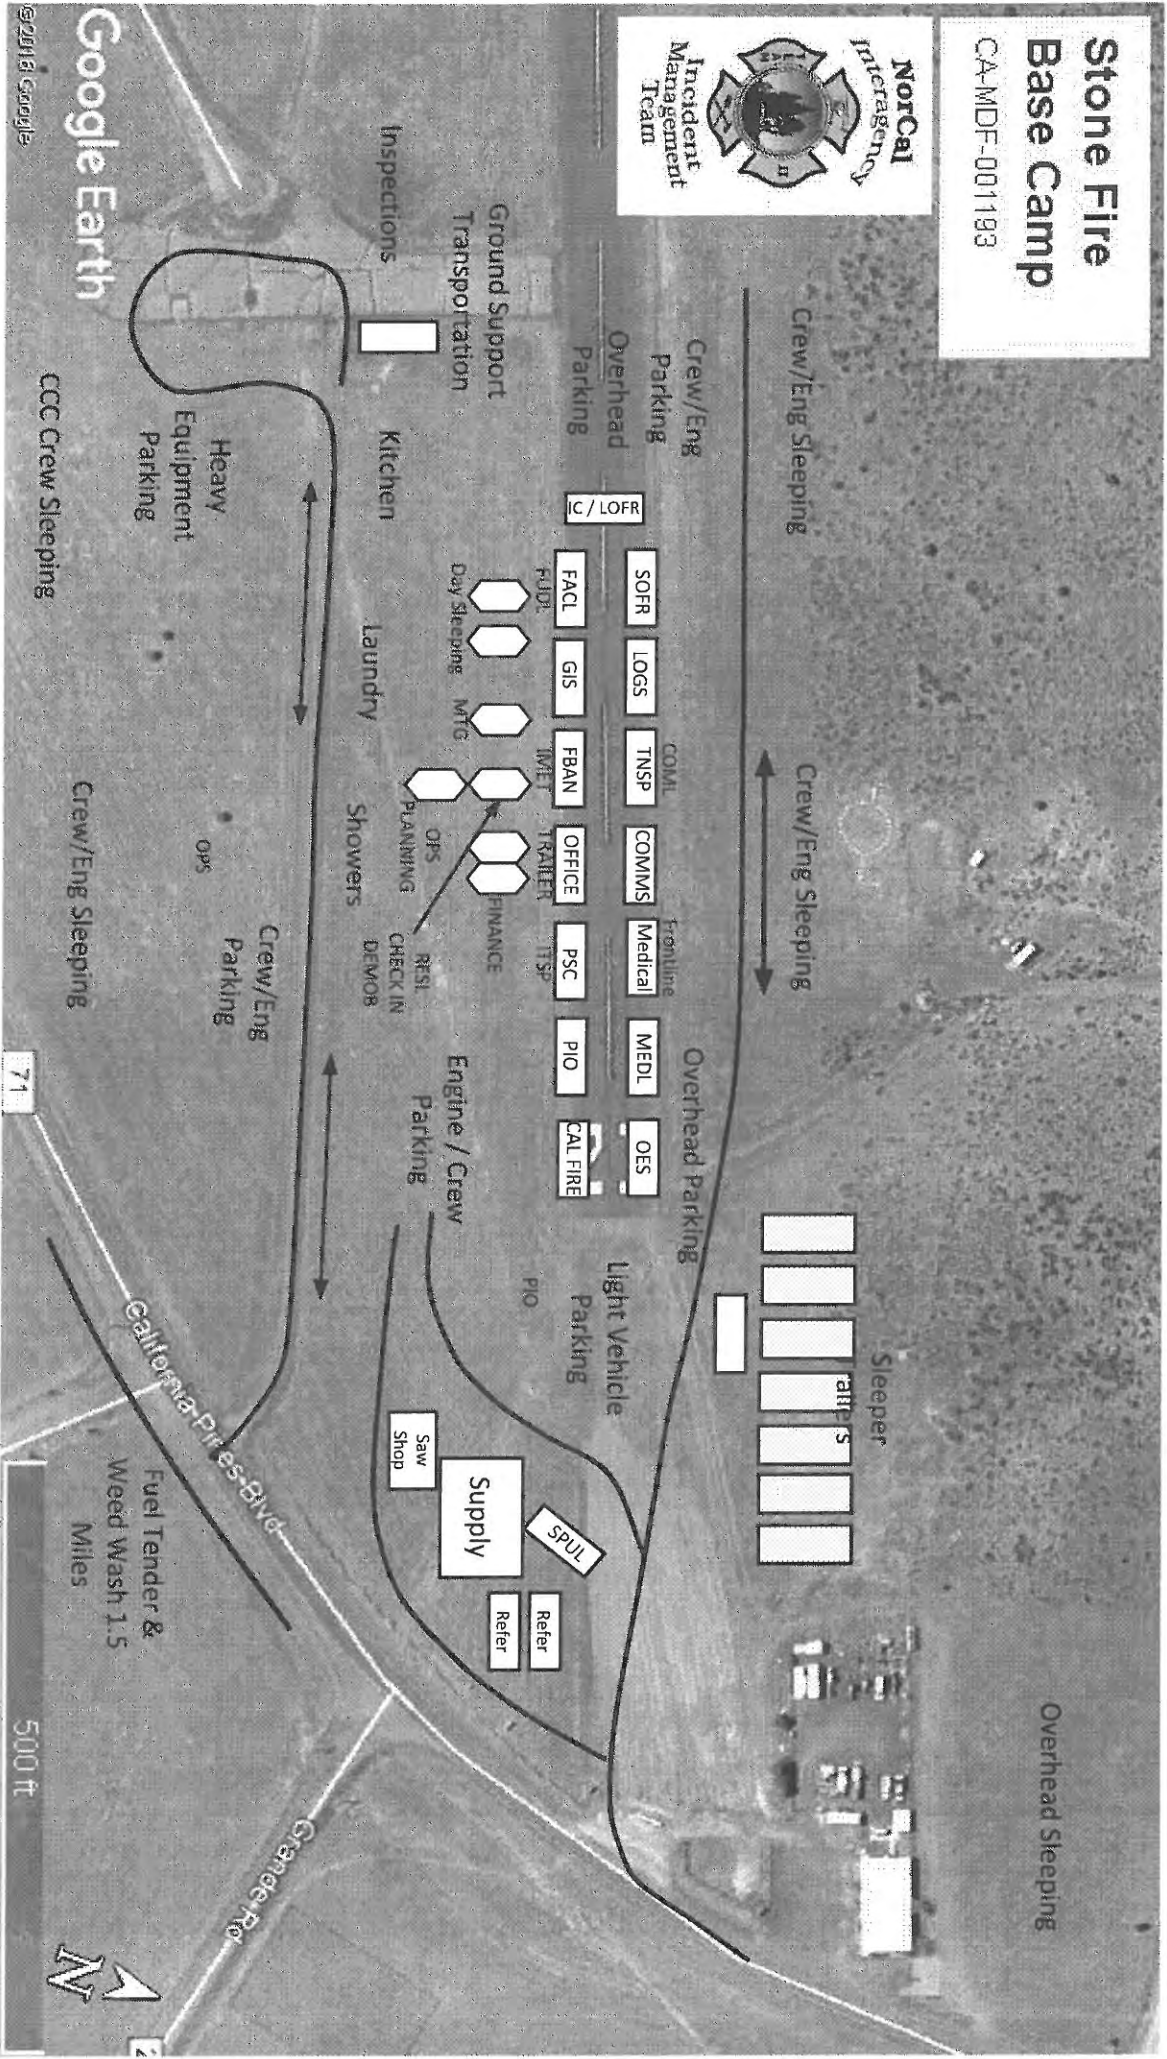 Stone Fire
Base Camp
CA-MDF-001193
NorCal
Interagency
Incident
Management
Team
Crew/Eng Sleeping
Crew/Eng Sleeping
Sleeper
Overhead Sleeping
Crew/Eng
Parking
Overhead
Parking
Overhead Parking
IC / LOFR
SOFR
LOGS
COML
TNSP
COMMS
Frontline
Medical
MEDL
OES
FACL
GIS
FBAN
OFFICE
PSC
PIO
CAL FIRE
FUDL
IMET
TRAILER
ITSP
Light Vehicle
Parking
PIO
Ground Support
Transportation
Day Sleeping
MTG
OPS
PLANNING
FINANCE
RESL
CHECK IN
DEMOB
Engine / Crew
Parking
Saw
Shop
Supply
SPUL
Refer
Refer
Inspections
Kitchen
Laundry
Showers
Heavy
Equipment
Parking
OPS
Crew/Eng
Parking
CCC Crew Sleeping
Crew/Eng Sleeping
71
California Pines Blvd
Grande Rd
Fuel Tender &
Weed Wash 1.5
Miles
Google Earth
©2018 Google
500 ft
N
2